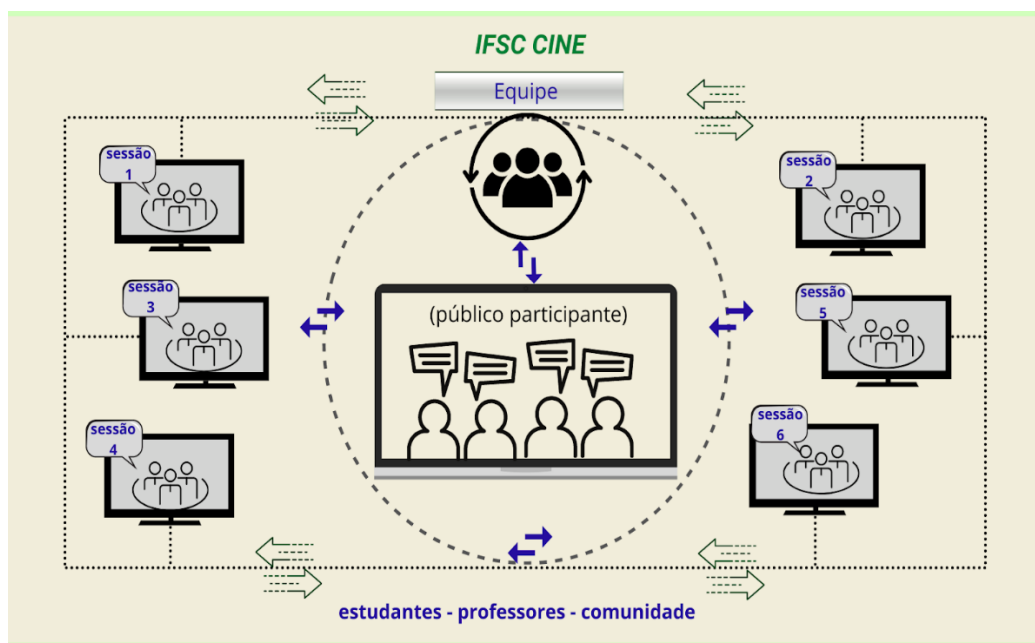 IFSC CINE
Equipe
sessão
1
sessão
2
sessão
3
(público participante)
sessão
5
sessão
4
sessão
6
estudantes - professores - comunidade